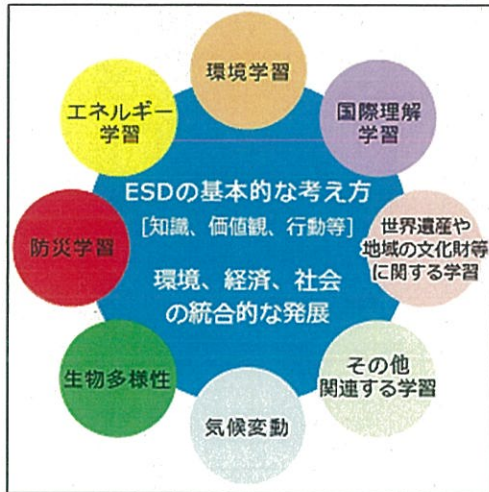 環境学習
エネルギー
学習
国際理解
学習
ESDの基本的な考え方
[知識、価値観、行動等]
環境、経済、社会
の統合的な発展
防災学習
世界遺産や
地域の文化財等
に関する学習
生物多様性
その他
関連する学習
気候変動